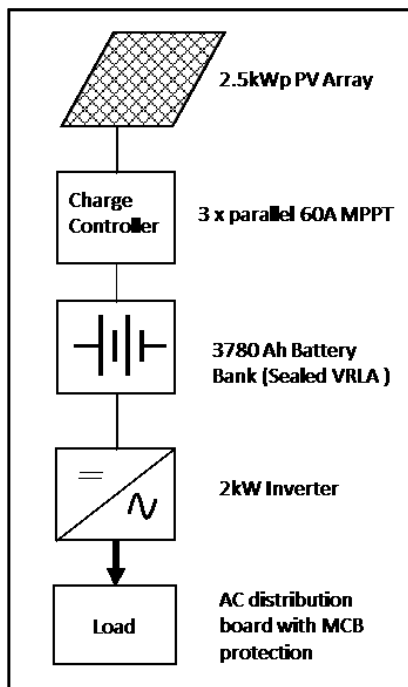 2.5kWp PV Array
Charge
Controller
3 x parallel 60A MPPT
3780 Ah Battery
Bank (Sealed VRLA )
2kW Inverter
Load
AC distribution
board with MCB
protection